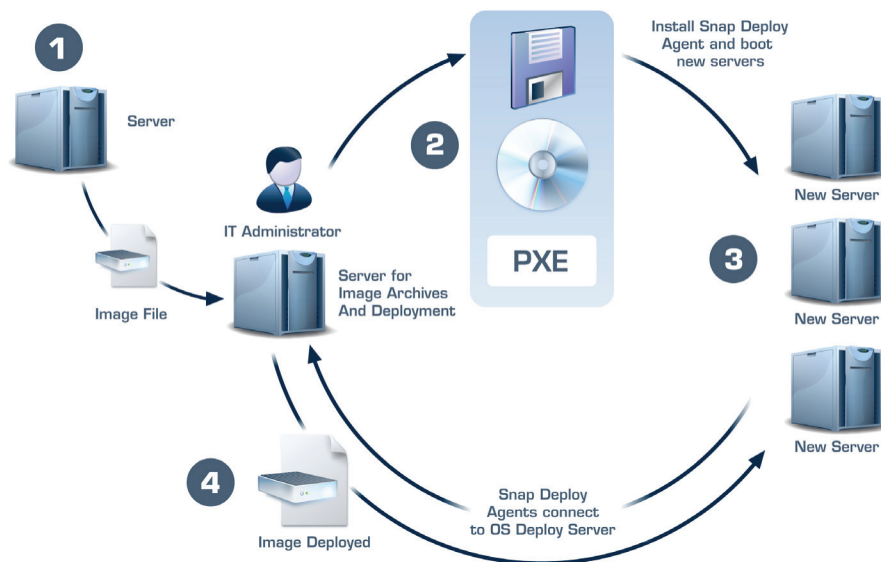 1
Server
Image File
IT Administrator
Server for
Image Archives
And Deployment
2
PXE
Install Snap Deploy
Agent and boot
new servers
New Server
3
New Server
New Server
Snap Deploy
Agents connect
to OS Deploy Server
4
Image Deployed